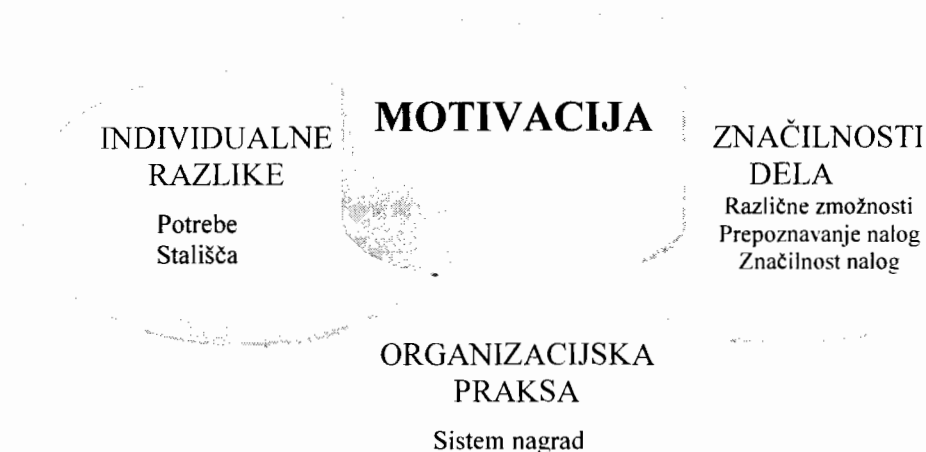 MOTIVACIJA
INDIVIDUALNE
RAZLIKE
Potrebe
Stališča
ZNAČILNOSTI
DELA
Različne zmožnosti
Prepoznavanje nalog
Značilnost nalog
ORGANIZACIJSKA
PRAKSA
Sistem nagrad